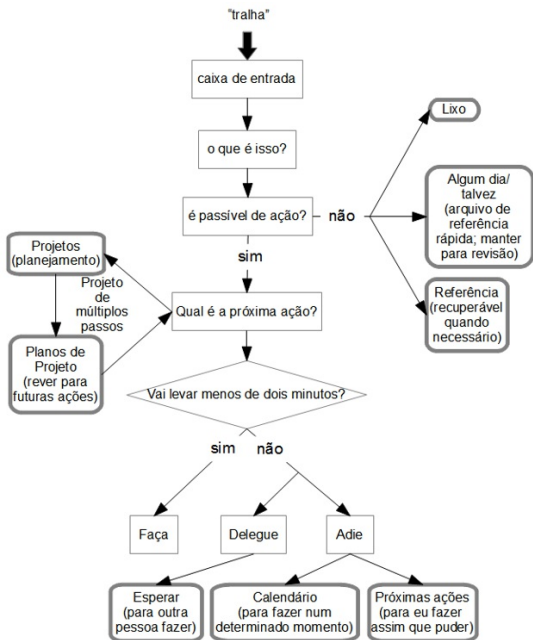 "tralha"
caixa de entrada
o que é isso?
é passível de ação?
não
Lixo
Algum dia/
talvez
(arquivo de
referência
rápida; manter
para revisão)
Referência
(recuperável
quando
necessário)
sim
Projetos
(planejamento)
Projeto
de
múltiplos
passos
Planos de
Projeto
(rever para
futuras ações)
Qual é a próxima ação?
Vai levar menos de dois minutos?
sim
não
Faça
Delegue
Adie
Esperar
(para outra
pessoa fazer)
Calendário
(para fazer num
determinado momento)
Próximas ações
(para eu fazer
assim que puder)